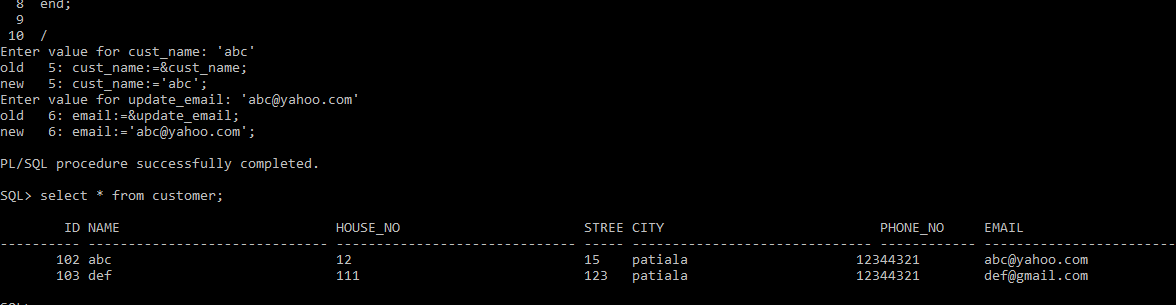 8 end;
9
10 /
Enter value for cust_name: 'abc'
old 5: cust_name:=&cust_name;
new 5: cust_name:='abc';
Enter value for update_email: 'abc@yahoo.com'
old 6: email:=&update_email;
new 6: email:='abc@yahoo.com';
PL/SQL procedure successfully completed.
SQL> select * from customer;
ID NAME HOUSE_NO STREE CITY PHONE_NO EMAIL
---------- ------------------------------ ------------------------------ ----- ------------------------------ ---------- ------------------------
102 abc 12 15 patiala 12344321 abc@yahoo.com
103 def 111 123 patiala 12344321 def@gmail.com